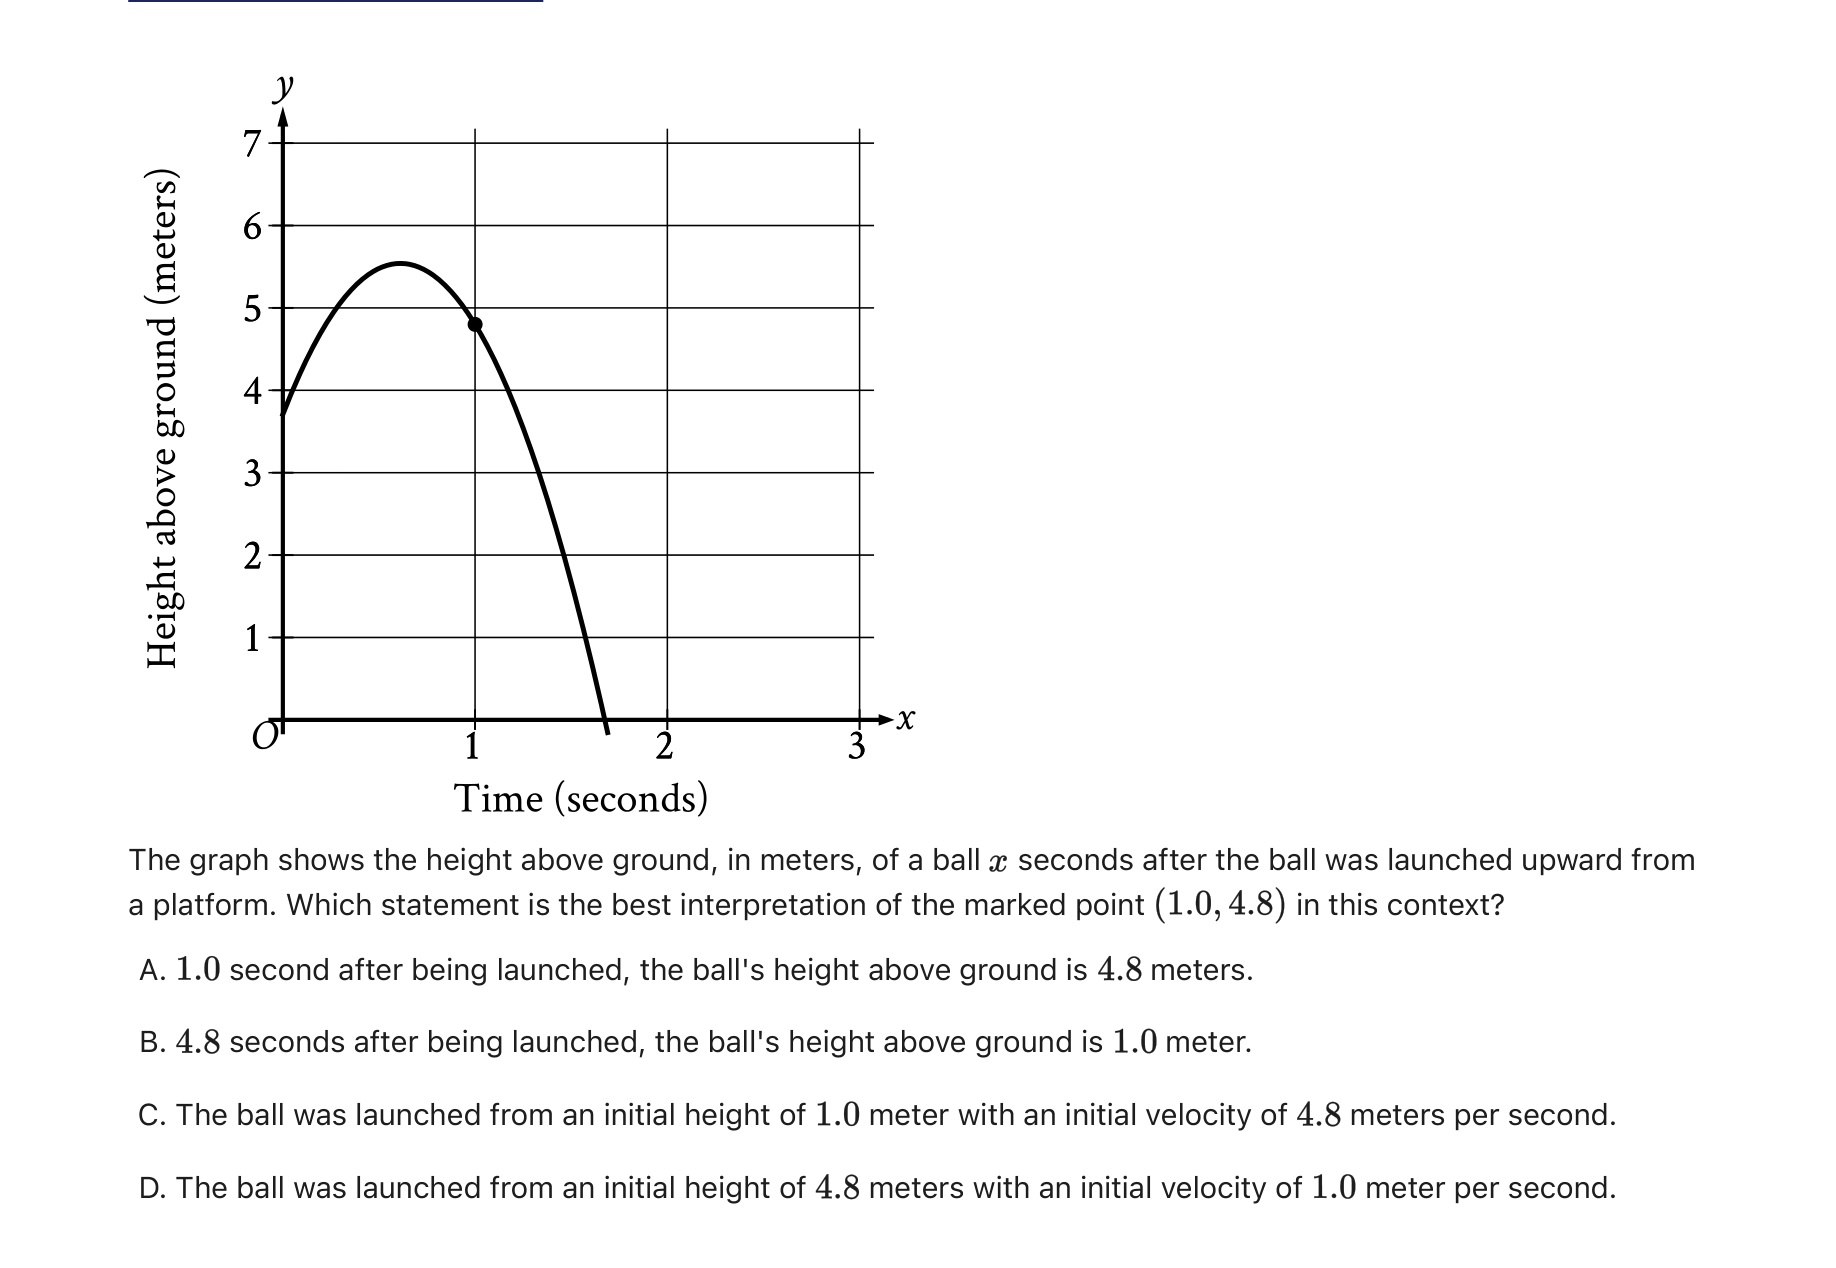 y
7
6
5
4
3
2
1
Height above ground (meters)
O
1 2 3 x
Time (seconds)
The graph shows the height above ground, in meters, of a ball x seconds after the ball was launched upward from
a platform. Which statement is the best interpretation of the marked point (1.0, 4.8) in this context?
A. 1.0 second after being launched, the ball's height above ground is 4.8 meters.
B. 4.8 seconds after being launched, the ball's height above ground is 1.0 meter.
C. The ball was launched from an initial height of 1.0 meter with an initial velocity of 4.8 meters per second.
D. The ball was launched from an initial height of 4.8 meters with an initial velocity of 1.0 meter per second.